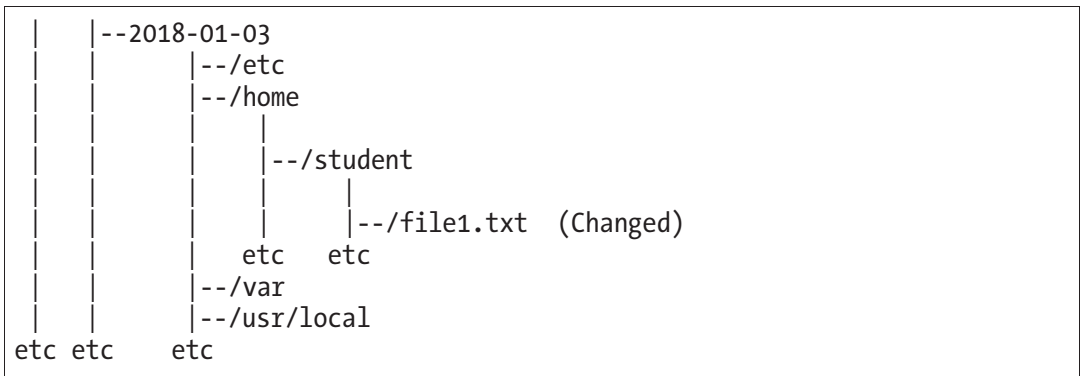 |    |--2018-01-03
|    |       |--/etc
|    |       |--/home
|    |       |    |
|    |       |    |--/student
|    |       |    |     |
|    |       |    |     |--/file1.txt  (Changed)
|    |       |   etc   etc
|    |       |--/var
|    |       |--/usr/local
etc etc    etc